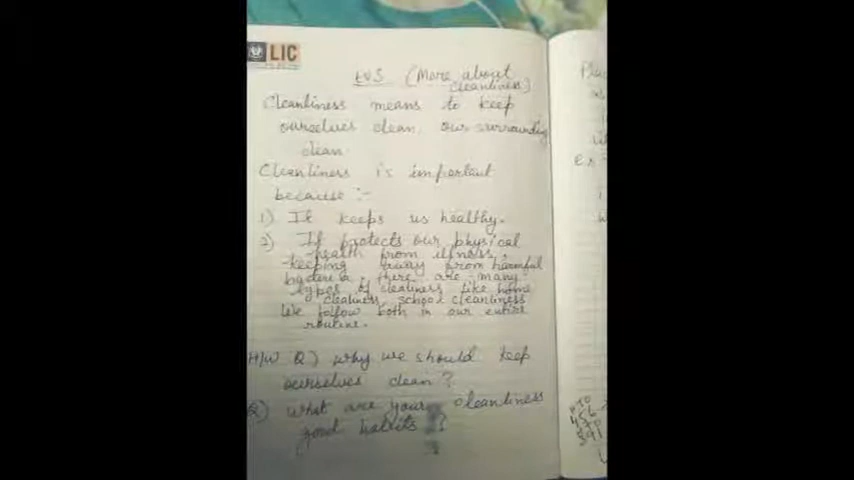 LIC
EVS (More about
cleanliness)
Cleanliness means to keep
ourselves clean, our surrounding
clean
Cleanliness is important
because :-
1) It keeps us healthy.
2) It protects our physical
health from illness,
keeping away from harmful
bacteria, there are many
types of cleanliness like home
cleanliness, school cleanliness
We follow both in our entire
routine.
H/W Q) why we should keep
ourselves clean ?
Q) what are your cleanliness
good habits ?